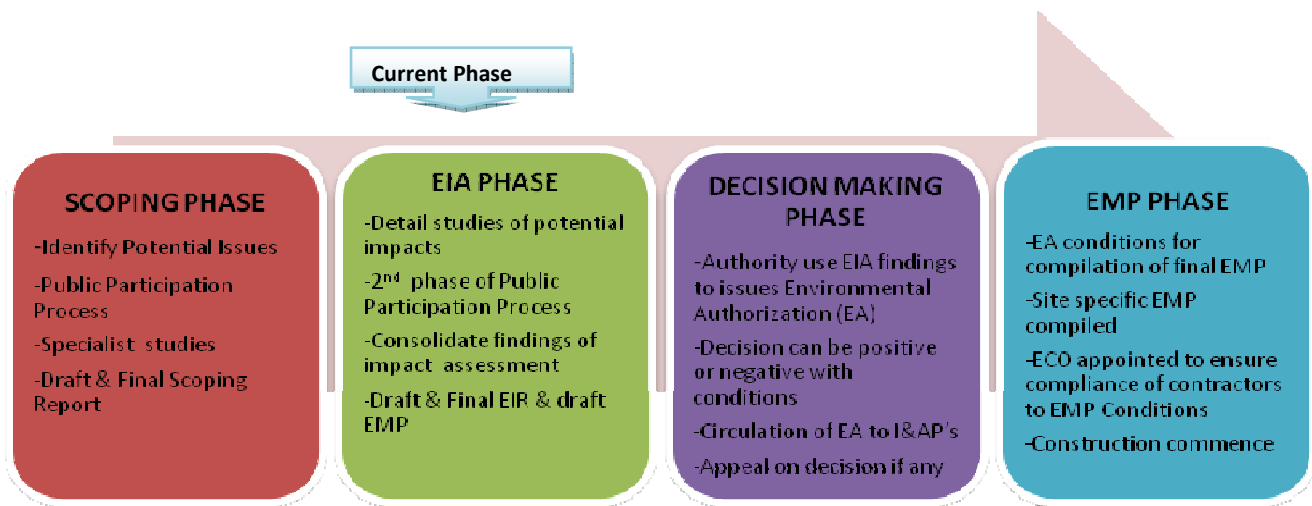 Current Phase
SCOPING PHASE
-Identify Potential Issues
-Public Participation
Process
-Specialist studies
-Draft & Final Scoping
Report
EIA PHASE
-Detail studies of potential
impacts
-2nd phase of Public
Participation Process
-Consolidate findings of
impact assessment
-Draft & Final EIR & draft
EMP
DECISION MAKING
PHASE
-Authority use EIA findings
to issues Environmental
Authorization (EA)
-Decision can be positive
or negative with
conditions
-Circulation of EA to I&AP's
-Appeal on decision if any
EMP PHASE
-EA conditions for
compilation of final EMP
-Site specific EMP
compiled
-ECO appointed to ensure
compliance of contractors
to EMP Conditions
-Construction commence